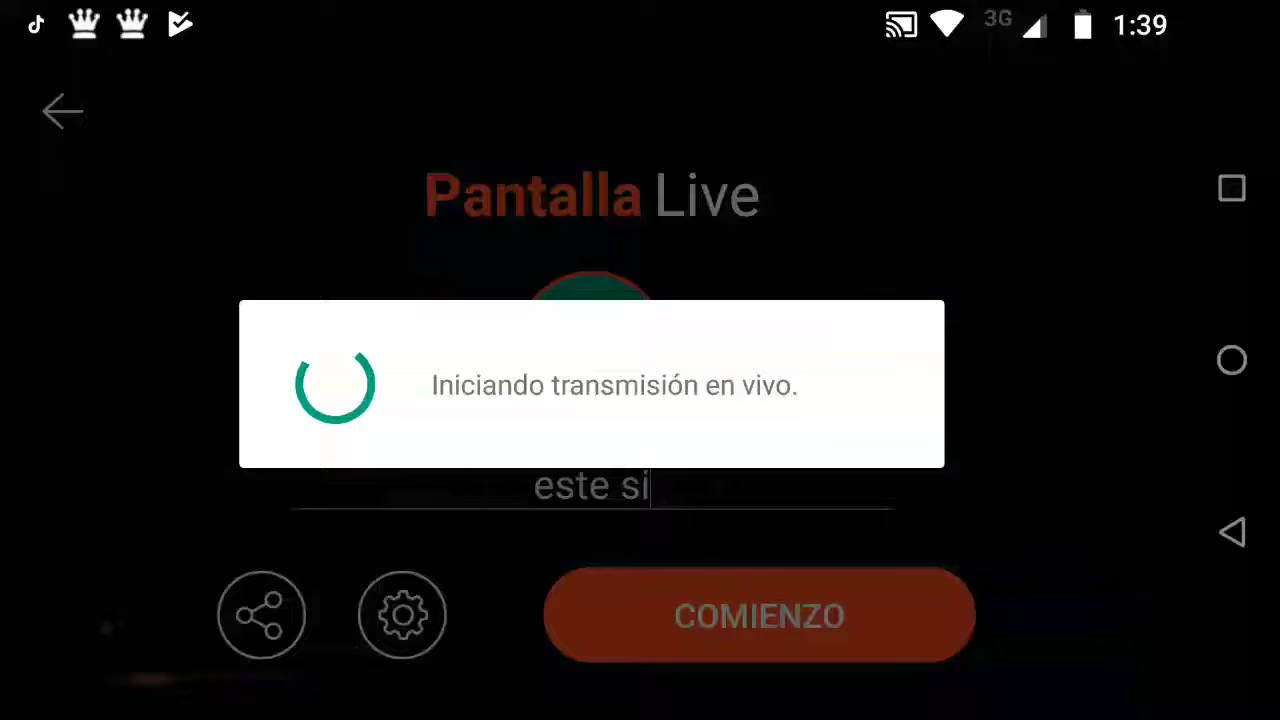 3G 1:39
Pantalla Live
Iniciando transmisión en vivo.
este si
COMIENZO